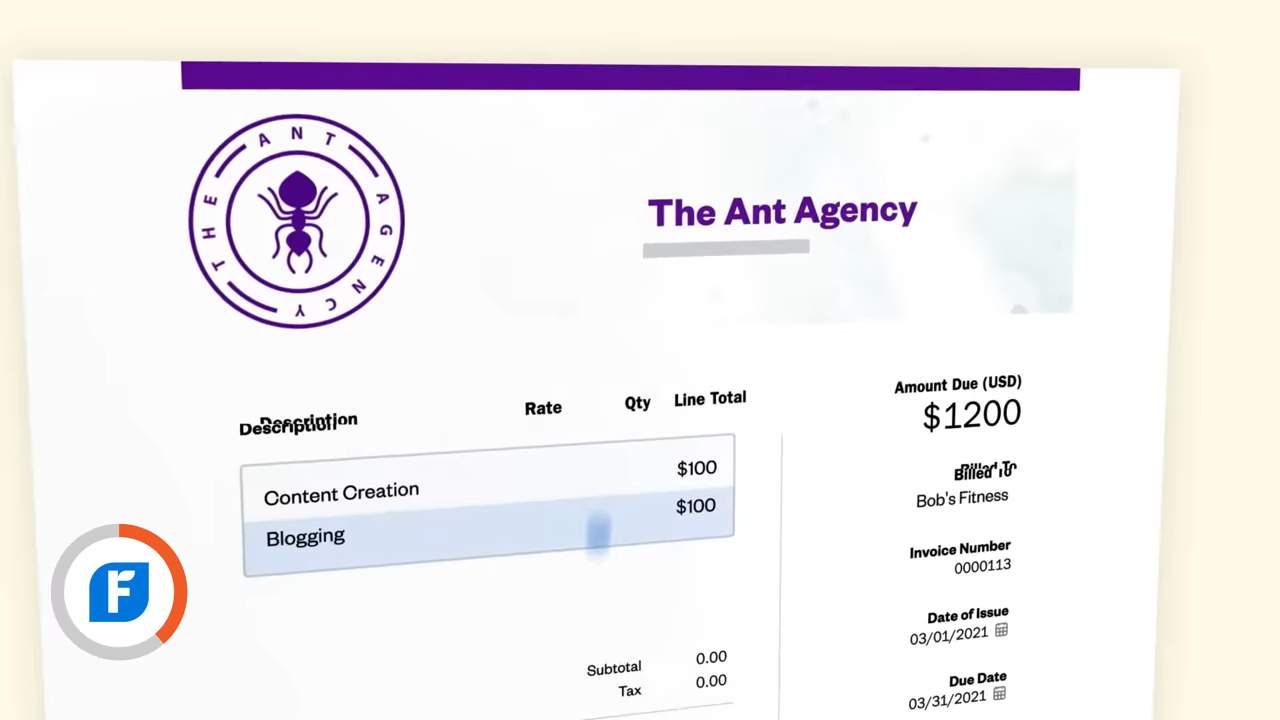 THE ANT AGENCY
The Ant Agency
Description Rate Qty Line Total
Content Creation $100
Blogging $100
Subtotal 0.00
Tax 0.00
Amount Due (USD)
$1200
Billed To
Bob's Fitness
Invoice Number
0000113
Date of Issue
03/01/2021
Due Date
03/31/2021
F